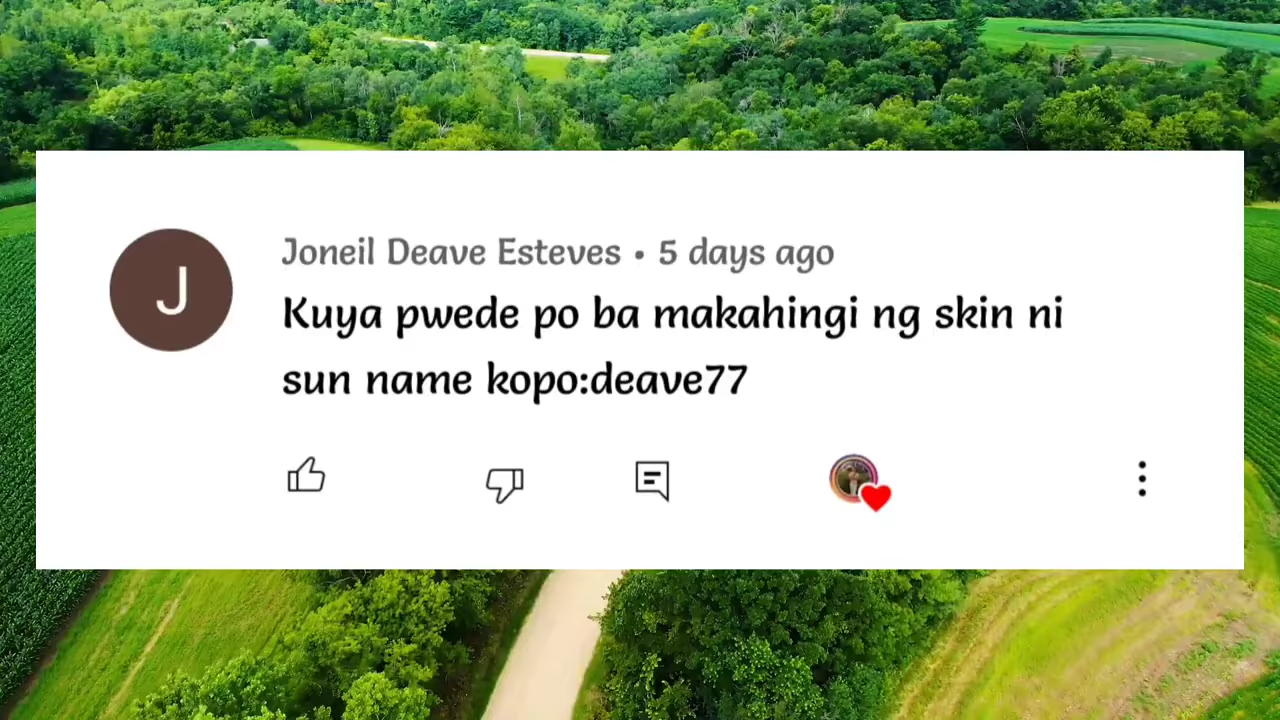 J
Joneil Deave Esteves • 5 days ago
Kuya pwede po ba makahingi ng skin ni
sun name kopo:deave77